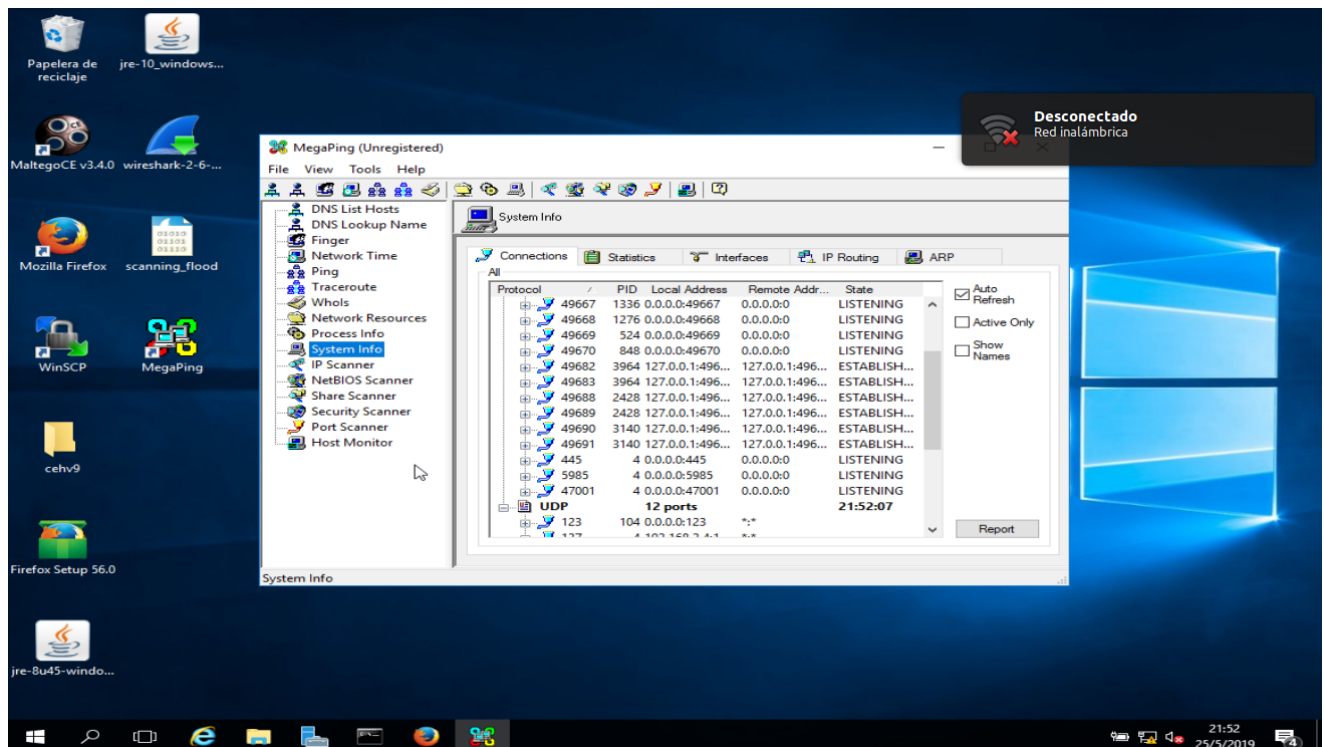 Papelera de
reciclaje
jre-10_windows...
MaltegoCE v3.4.0
wireshark-2-6-...
Mozilla Firefox
scanning_flood
WinSCP
MegaPing
cehv9
Firefox Setup 56.0
jre-8u45-windo...
Desconectado
Red inalámbrica
MegaPing (Unregistered)
File View Tools Help
DNS List Hosts
DNS Lookup Name
Finger
Network Time
Ping
Traceroute
Whols
Network Resources
Process Info
System Info
IP Scanner
NetBIOS Scanner
Share Scanner
Security Scanner
Port Scanner
Host Monitor
System Info
Connections Statistics Interfaces IP Routing ARP
All
Protocol / PID Local Address Remote Addr... State
49667 1336 0.0.0.0:49667 0.0.0.0:0 LISTENING
49668 1276 0.0.0.0:49668 0.0.0.0:0 LISTENING
49669 524 0.0.0.0:49669 0.0.0.0:0 LISTENING
49670 848 0.0.0.0:49670 0.0.0.0:0 LISTENING
49682 3964 127.0.0.1:496... 127.0.0.1:496... ESTABLISH...
49683 3964 127.0.0.1:496... 127.0.0.1:496... ESTABLISH...
49688 2428 127.0.0.1:496... 127.0.0.1:496... ESTABLISH...
49689 2428 127.0.0.1:496... 127.0.0.1:496... ESTABLISH...
49690 3140 127.0.0.1:496... 127.0.0.1:496... ESTABLISH...
49691 3140 127.0.0.1:496... 127.0.0.1:496... ESTABLISH...
445 4 0.0.0.0:445 0.0.0.0:0 LISTENING
5985 4 0.0.0.0:5985 0.0.0.0:0 LISTENING
47001 4 0.0.0.0:47001 0.0.0.0:0 LISTENING
UDP 12 ports 21:52:07
123 104 0.0.0.0:123 *:*
Auto
Refresh
Active Only
Show
Names
Report
System Info
21:52
25/5/2019
4